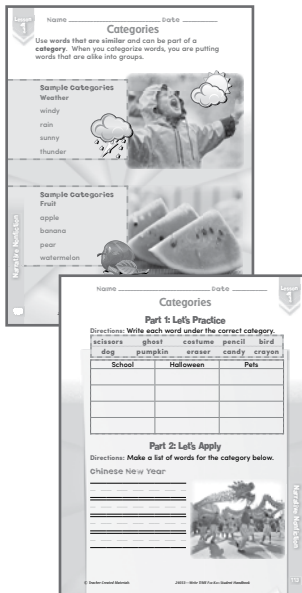 Lesson
1
Name Date
Categories
Use words that are similar and can be part of a
category. When you categorize words, you are putting
words that are alike into groups.
Sample Categories
Weather
windy
rain
sunny
thunder
Sample Categories
Fruit
apple
banana
pear
watermelon
Narrative Nonfiction
Lesson
1
Name Date
Categories
Part 1: Let's Practice
Directions: Write each word under the correct category.
scissors ghost costume pencil bird
dog pumpkin eraser candy crayon
School Halloween Pets
Part 2: Let's Apply
Directions: Make a list of words for the category below.
Chinese New Year
Narrative Nonfiction
© Teacher Created Materials